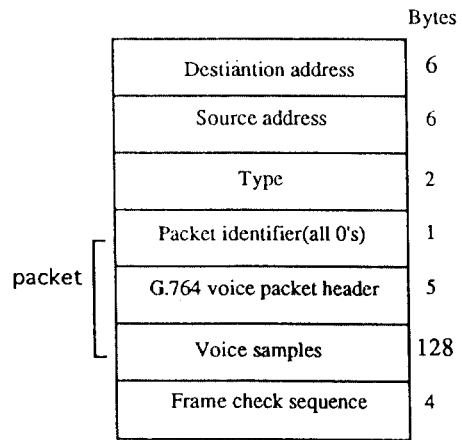 Bytes
Destiantion address 6
Source address 6
Type 2
Packet identifier(all 0's) 1
packet
G.764 voice packet header 5
Voice samples 128
Frame check sequence 4